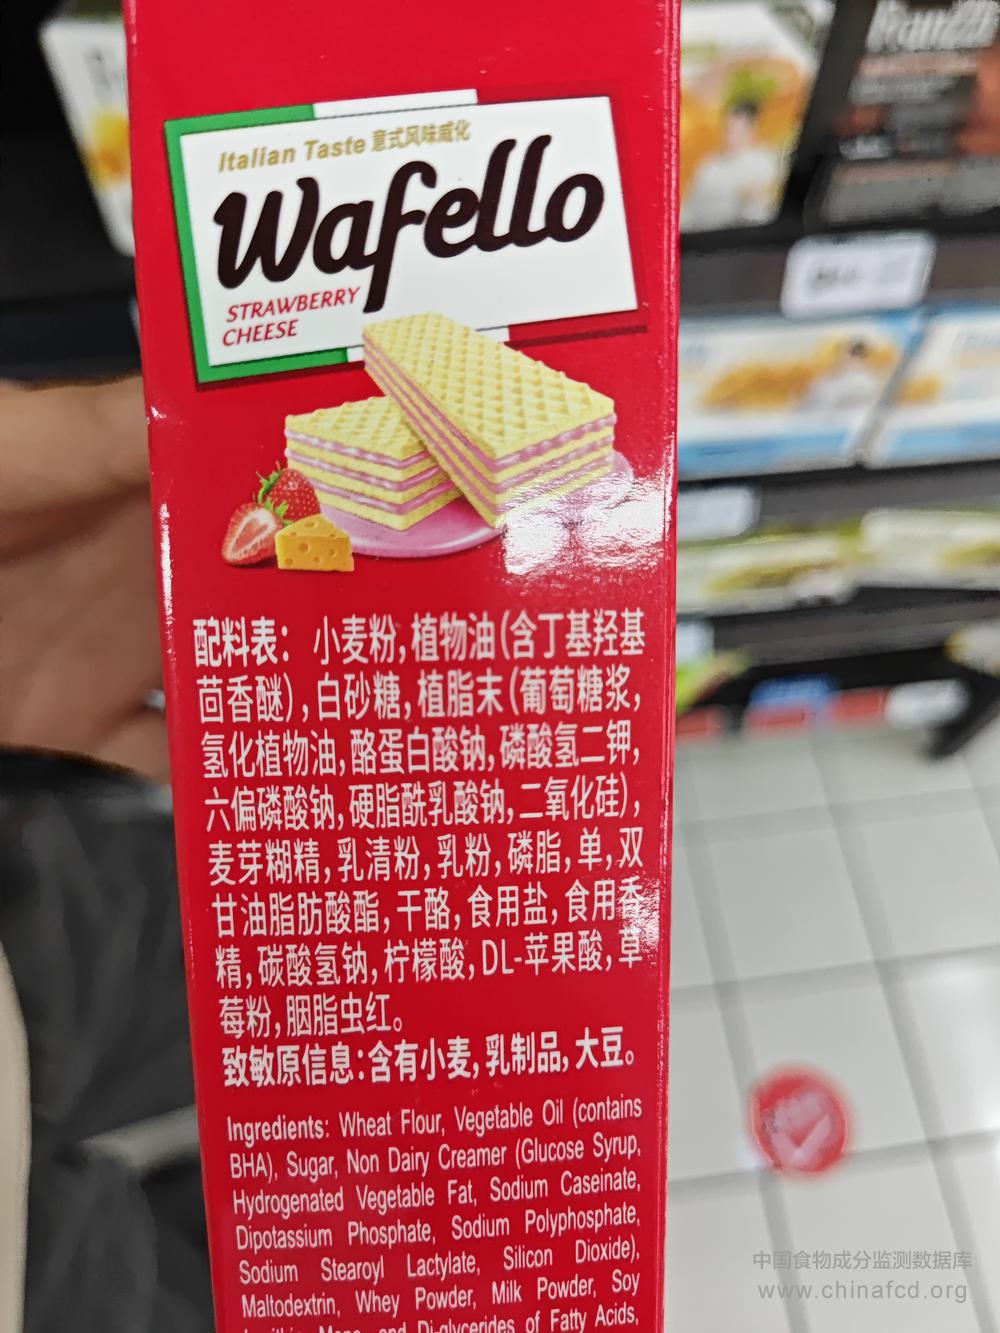 Italian Taste 意式风味威化
Wafello
STRAWBERRY
CHEESE
配料表：小麦粉,植物油(含丁基羟基
茴香醚),白砂糖,植脂末(葡萄糖浆,
氢化植物油,酪蛋白酸钠,磷酸氢二钾,
六偏磷酸钠,硬脂酰乳酸钠,二氧化硅),
麦芽糊精,乳清粉,乳粉,磷脂,单,双
甘油脂肪酸酯,干酪,食用盐,食用香
精,碳酸氢钠,柠檬酸,DL-苹果酸,草
莓粉,胭脂虫红。
致敏原信息:含有小麦,乳制品,大豆。
Ingredients: Wheat Flour, Vegetable Oil (contains
BHA), Sugar, Non Dairy Creamer (Glucose Syrup,
Hydrogenated Vegetable Fat, Sodium Caseinate,
Dipotassium Phosphate, Sodium Polyphosphate,
Sodium Stearoyl Lactylate, Silicon Dioxide),
Maltodextrin, Whey Powder, Milk Powder, Soy
and Di-glycerides of Fatty Acids,
中国食物成分监测数据库
www.chinafcd.org